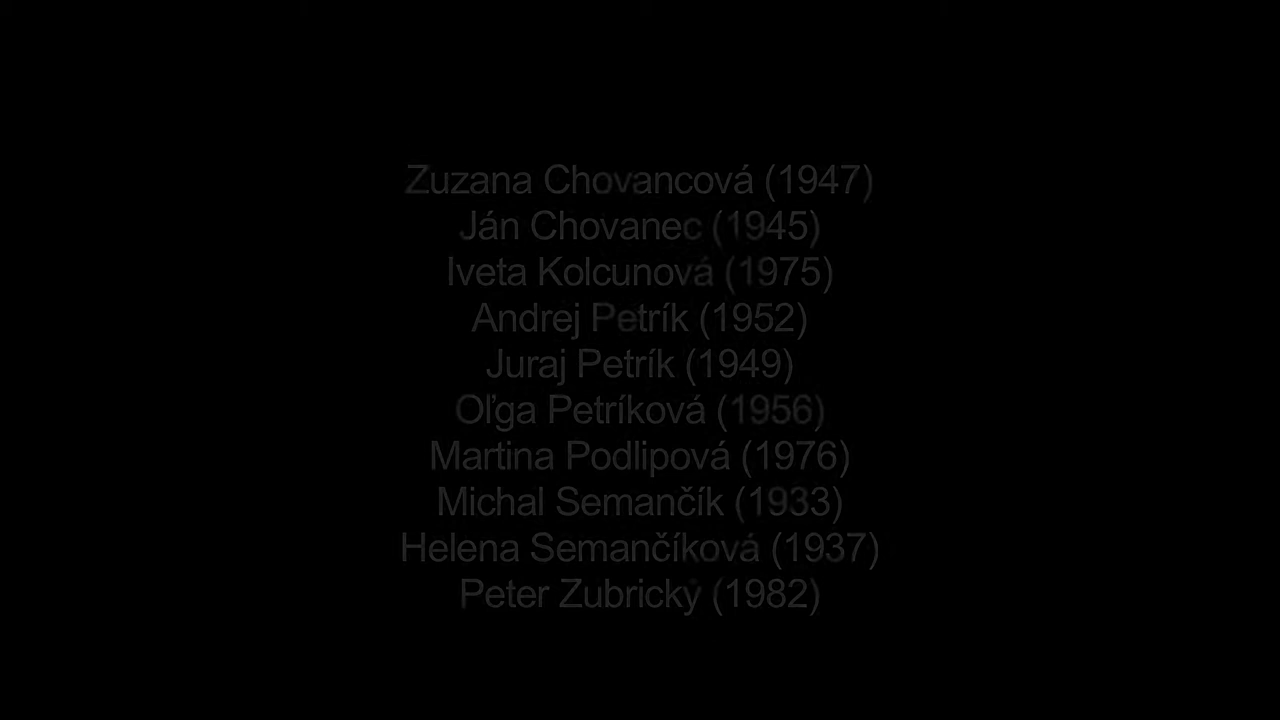 Zuzana Chovancová (1947)
Ján Chovanec (1945)
Iveta Kolcunová (1975)
Andrej Petrík (1952)
Juraj Petrík (1949)
Oľga Petríková (1956)
Martina Podlipová (1976)
Michal Semančík (1933)
Helena Semančíková (1937)
Peter Zubrický (1982)